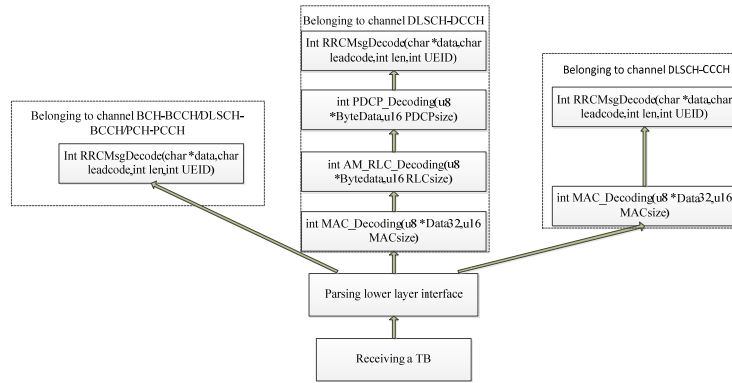 Belonging to channel DLSCH-DCCH
Int RRCMsgDecode(char *data,char
leadcode,int len,int UEID)
int PDCP_Decoding(u8
*ByteData,u16 PDCPsize)
int AM_RLC_Decoding(u8
*Bytedata,u16 RLCsize)
int MAC_Decoding(u8 *Data32,u16
MACsize)
Belonging to channel BCH-BCCH/DLSCH-
BCCH/PCH-PCCH
Int RRCMsgDecode(char *data,char
leadcode,int len,int UEID)
Belonging to channel DLSCH-CCCH
Int RRCMsgDecode(char *data,char
leadcode,int len,int UEID)
int MAC_Decoding(u8 *Data32,u16
MACsize)
Parsing lower layer interface
Receiving a TB